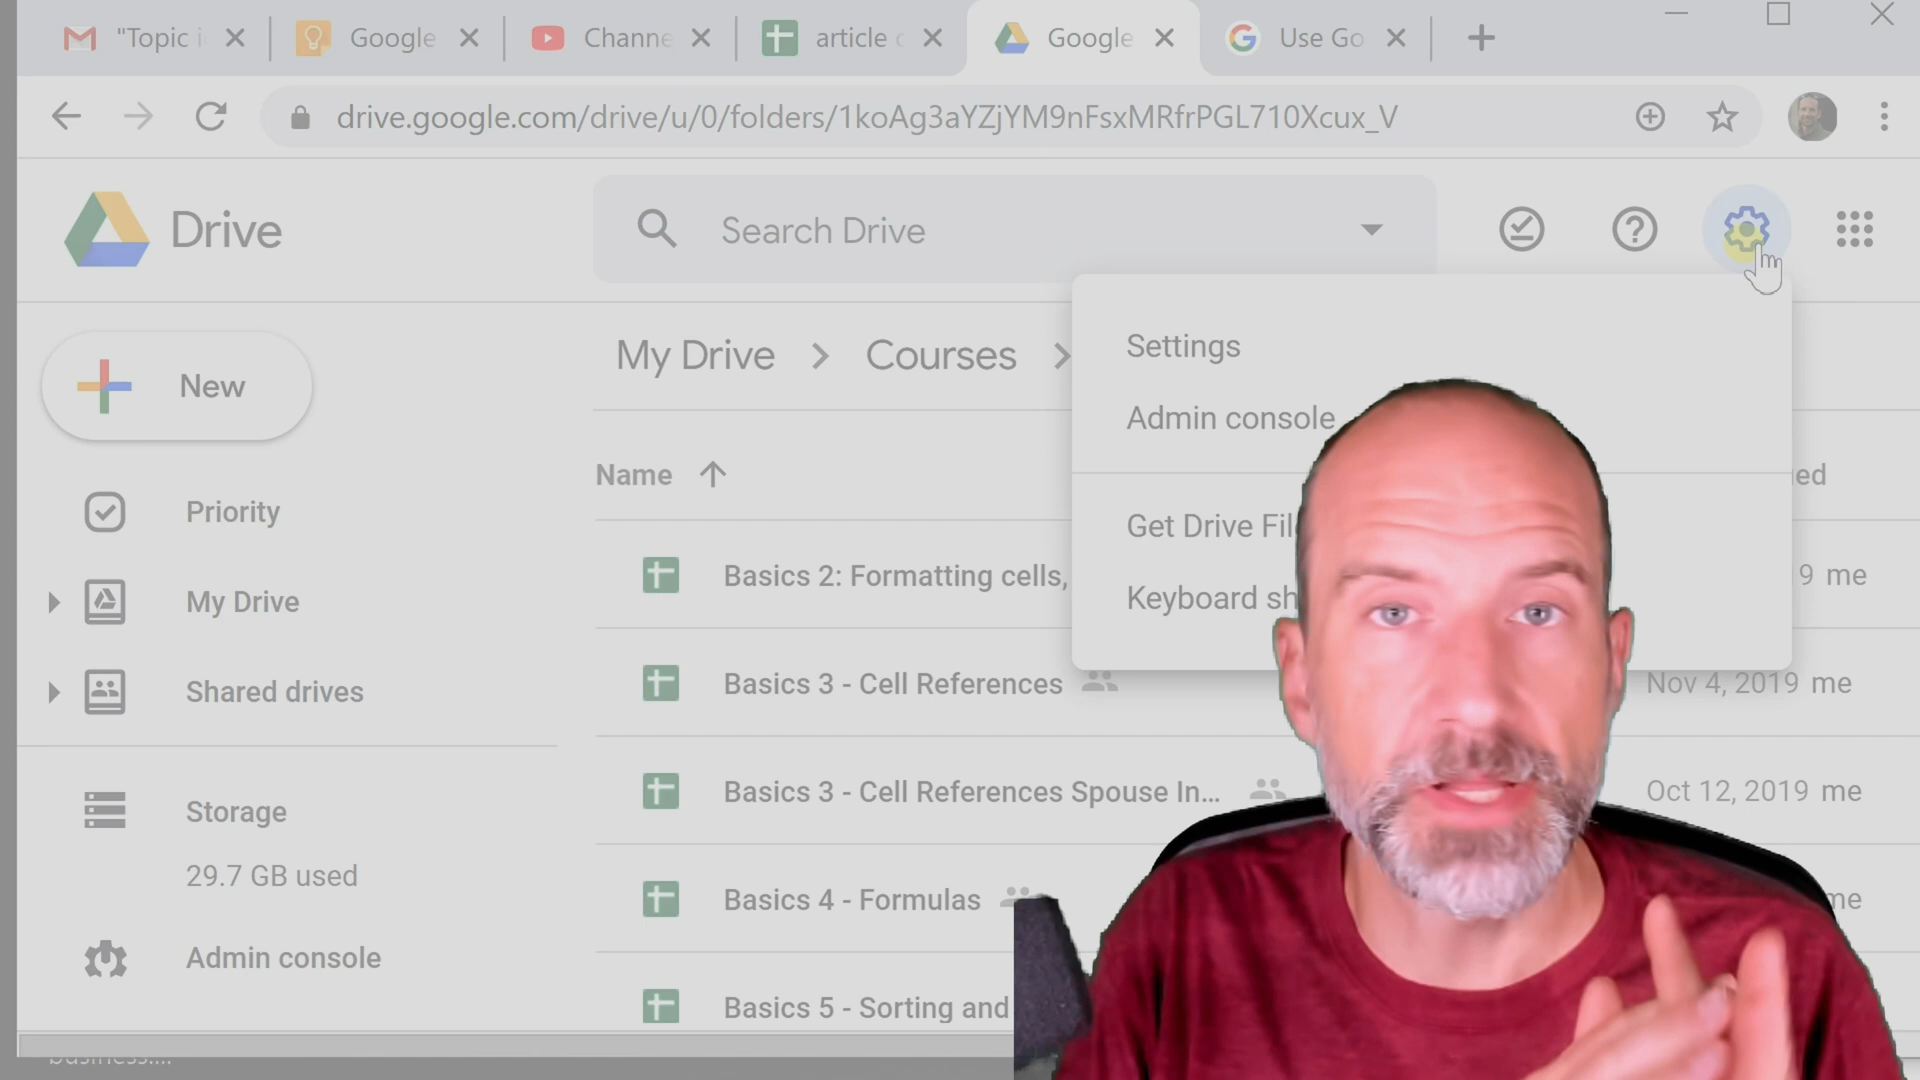 "Topic i
Google
Channe
article c
Google
Use Go
drive.google.com/drive/u/0/folders/1koAg3aYZjYM9nFsxMRfrPGL710Xcux_V
Drive
Search Drive
New
Priority
My Drive
Shared drives
Storage
29.7 GB used
Admin console
My Drive
Courses
Name
Basics 2: Formatting cells,
Basics 3 - Cell References
Basics 3 - Cell References Spouse In...
Basics 4 - Formulas
Basics 5 - Sorting and
Settings
Admin console
Get Drive Fil
Keyboard sh
ed
9 me
Nov 4, 2019 me
Oct 12, 2019 me
me